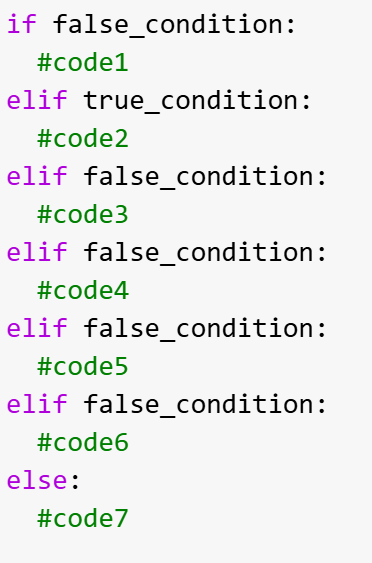 if false_condition:
  #code1
elif true_condition:
  #code2
elif false_condition:
  #code3
elif false_condition:
  #code4
elif false_condition:
  #code5
elif false_condition:
  #code6
else:
  #code7